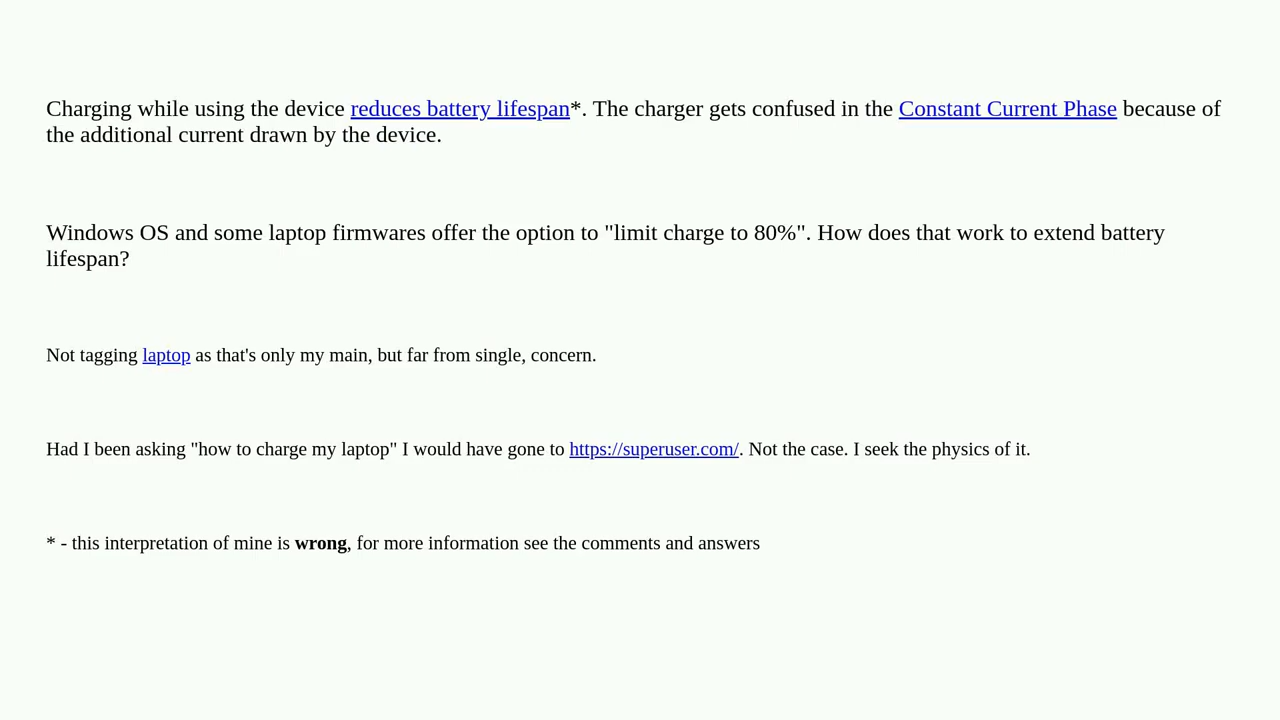 Charging while using the device reduces battery lifespan*. The charger gets confused in the Constant Current Phase because of
the additional current drawn by the device.
Windows OS and some laptop firmwares offer the option to "limit charge to 80%". How does that work to extend battery
lifespan?
Not tagging laptop as that's only my main, but far from single, concern.
Had I been asking "how to charge my laptop" I would have gone to https://superuser.com/. Not the case. I seek the physics of it.
* - this interpretation of mine is wrong, for more information see the comments and answers